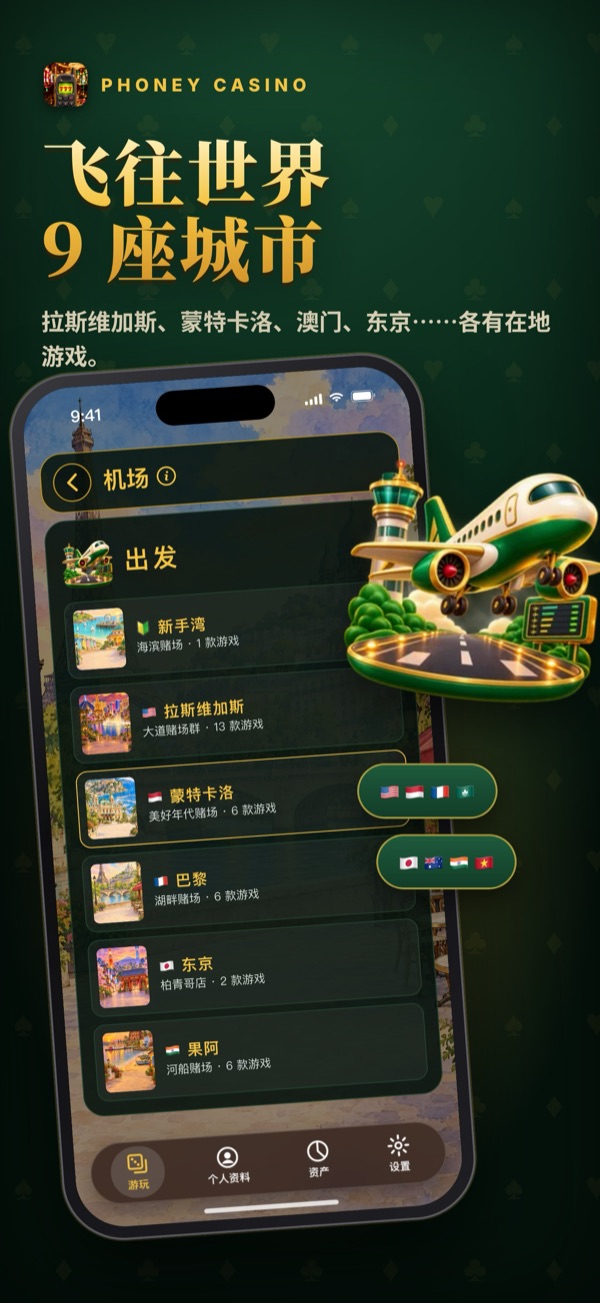 PHONEY CASINO
飞往世界
9 座城市
拉斯维加斯、蒙特卡洛、澳门、东京……各有在地
游戏。
9:41
机场
出发
新手湾
海滨赌场 · 1 款游戏
拉斯维加斯
大道赌场群 · 13 款游戏
蒙特卡洛
美好年代赌场 · 6 款游戏
巴黎
湖畔赌场 · 6 款游戏
东京
柏青哥店 · 2 款游戏
果阿
河船赌场 · 6 款游戏
游玩
个人资料
资产
设置